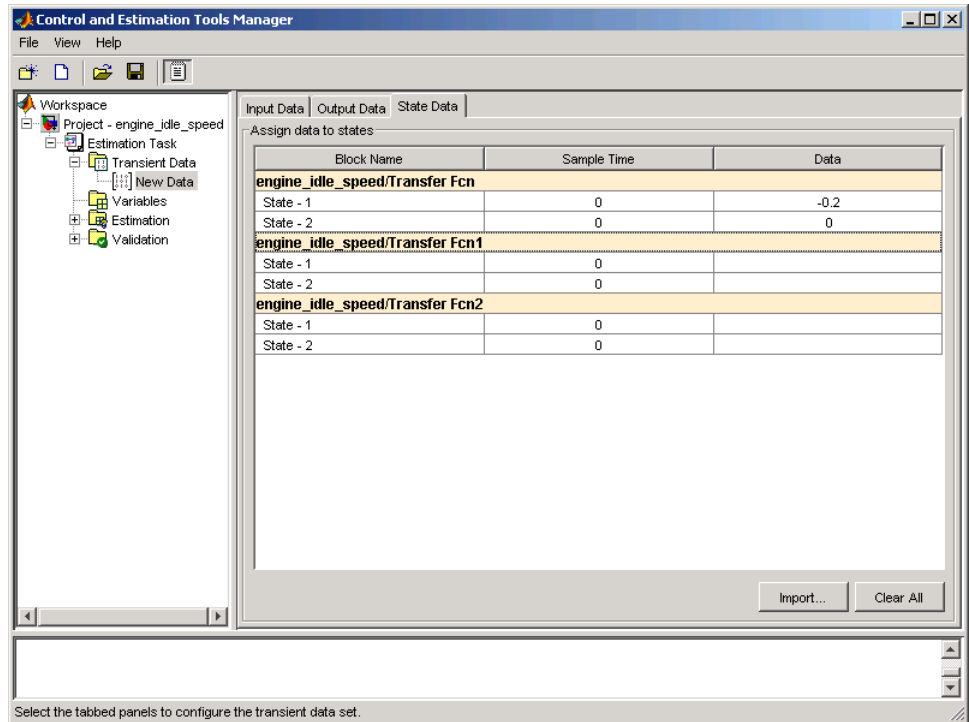 Control and Estimation Tools Manager
File View Help
Workspace
Project - engine_idle_speed
Estimation Task
Transient Data
New Data
Variables
Estimation
Validation
Input Data Output Data State Data
Assign data to states
Block Name Sample Time Data
engine_idle_speed/Transfer Fcn
State - 1 0 -0.2
State - 2 0 0
engine_idle_speed/Transfer Fcn1
State - 1 0
State - 2 0
engine_idle_speed/Transfer Fcn2
State - 1 0
State - 2 0
Import... Clear All
Select the tabbed panels to configure the transient data set.